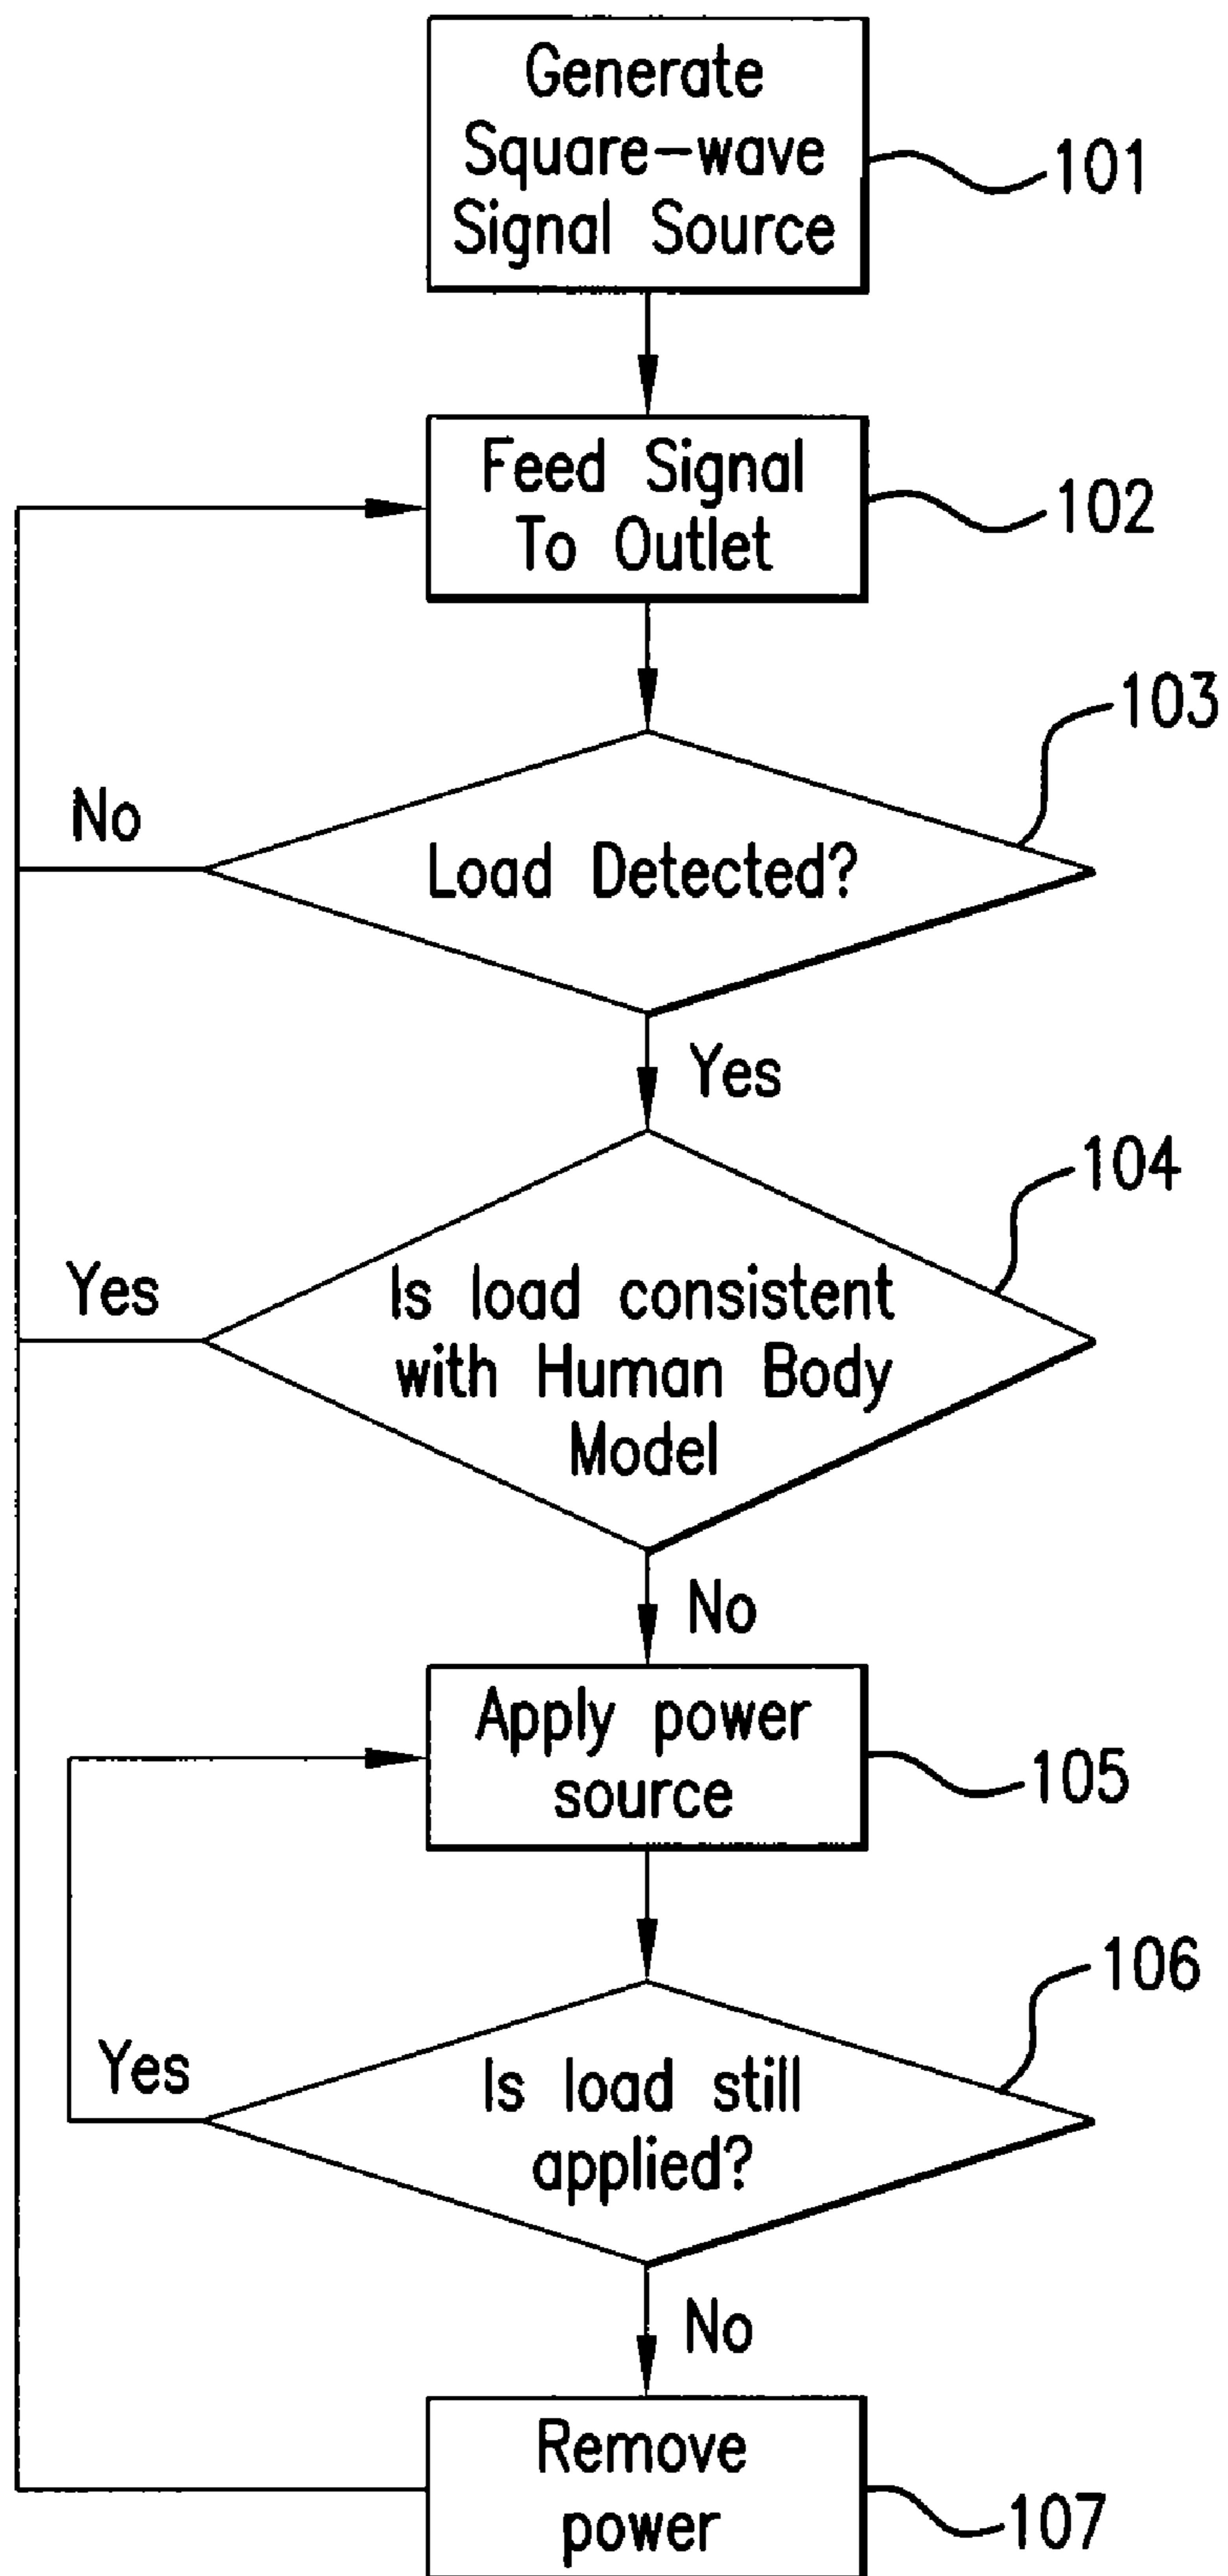 Generate
Square-wave
Signal Source
101
Feed Signal
To Outlet
102
103
No
Load Detected?
Yes
104
Yes
Is load consistent
with Human Body
Model
No
Apply power
source
105
106
Yes
Is load still
applied?
No
Remove
power
107